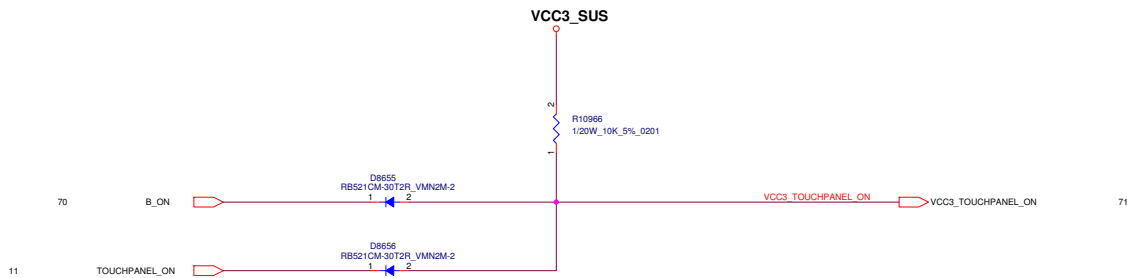 VCC3_SUS
2
R10966
1/20W_10K_5%_0201
1
D8655
RB521CM-30T2R_VMN2M-2
1 2
70 B_ON
VCC3_TOUCHPANEL_ON
VCC3_TOUCHPANEL_ON 71
D8656
RB521CM-30T2R_VMN2M-2
1 2
11 TOUCHPANEL_ON